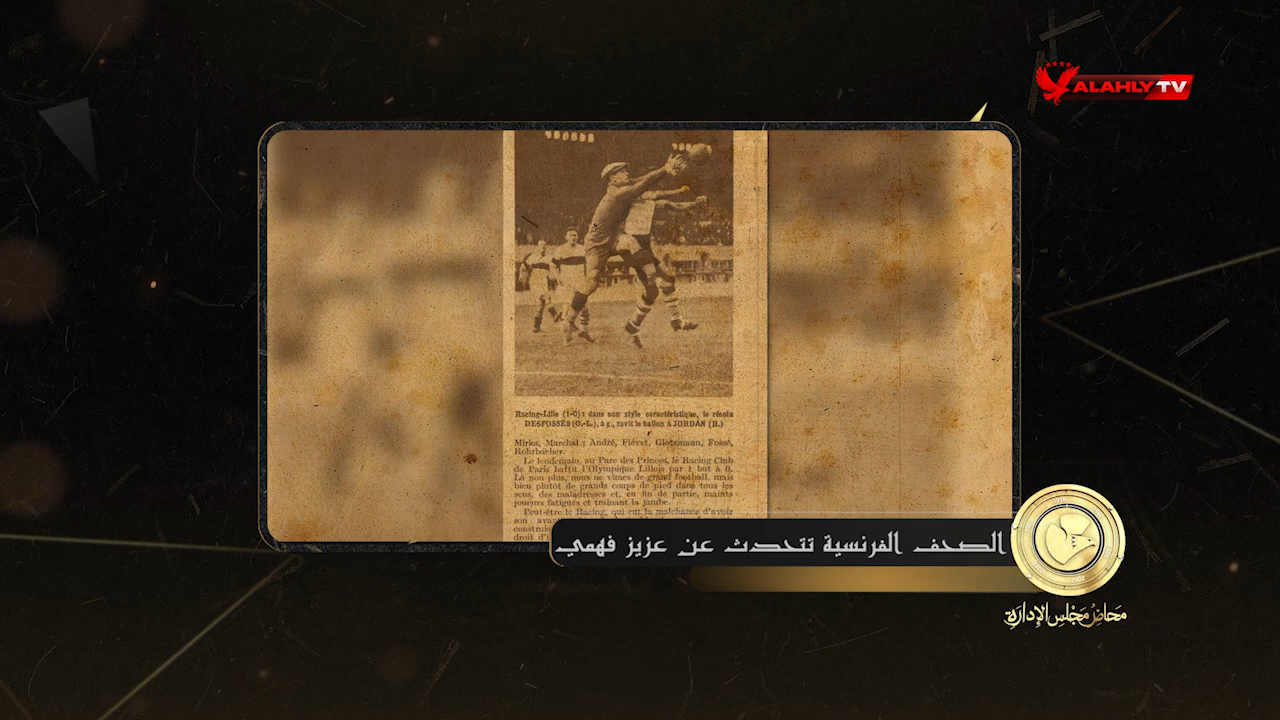 ALAHLY TV
Racing-Lille (1-0) : dans son style caractéristique, le résolu
DESFOSSÉS (O.-L.), à g., ravit le ballon à JORDAN (R.)
Mirka, Marchal ; André, Fiévet, Fossé,
Rohrbacher.
Le lendemain, au Parc des Princes, le Racing Club
de Paris battit l'Olympique Lillois par 1 but à 0.
Là non plus, nous ne vîmes de grand football, mais
bien plutôt de grands coups de pied dans tous les
sens, des maladresses et, en fin de partie, maints
joueurs fatigués et traînant la jambe.
Peut-être le Racing, qui eut la malchance d'avoir
son
droit
الصحف الفرنسية تتحدث عن عزيز فهمي
محاضر مجلس الإدارة